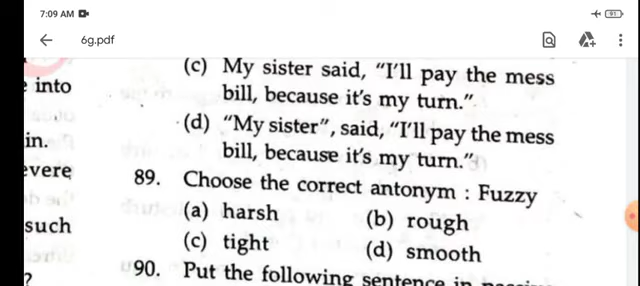 7:09 AM
91
6g.pdf
into
in.
evere
such
?
(c) My sister said, "I'll pay the mess
bill, because it's my turn."
(d) "My sister", said, "I'll pay the mess
bill, because it's my turn."
89. Choose the correct antonym : Fuzzy
(a) harsh (b) rough
(c) tight (d) smooth
90. Put the following sentence in